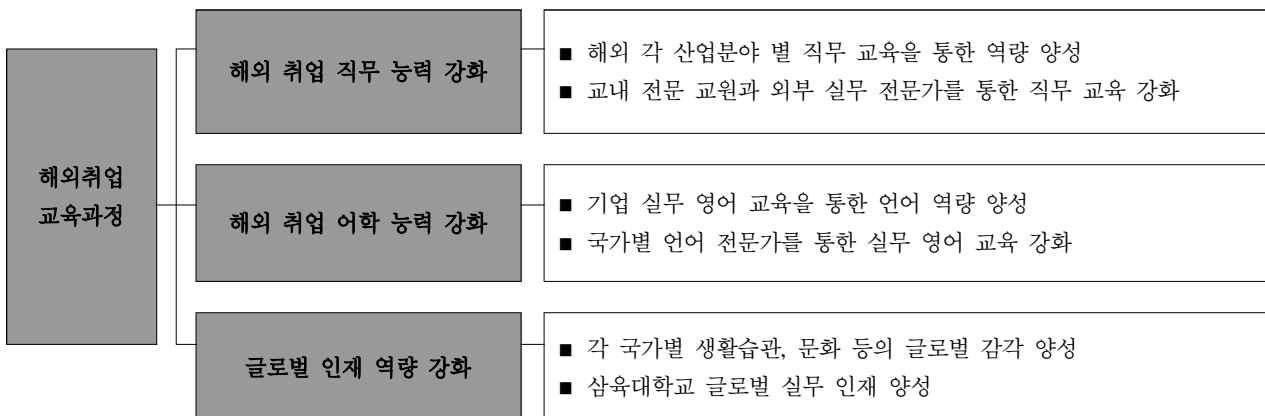 해외취업
교육과정
해외 취업 직무 능력 강화
■ 해외 각 산업분야 별 직무 교육을 통한 역량 양성
■ 교내 전문 교원과 외부 실무 전문가를 통한 직무 교육 강화
해외 취업 어학 능력 강화
■ 기업 실무 영어 교육을 통한 언어 역량 양성
■ 국가별 언어 전문가를 통한 실무 영어 교육 강화
글로벌 인재 역량 강화
■ 각 국가별 생활습관, 문화 등의 글로벌 감각 양성
■ 삼육대학교 글로벌 실무 인재 양성